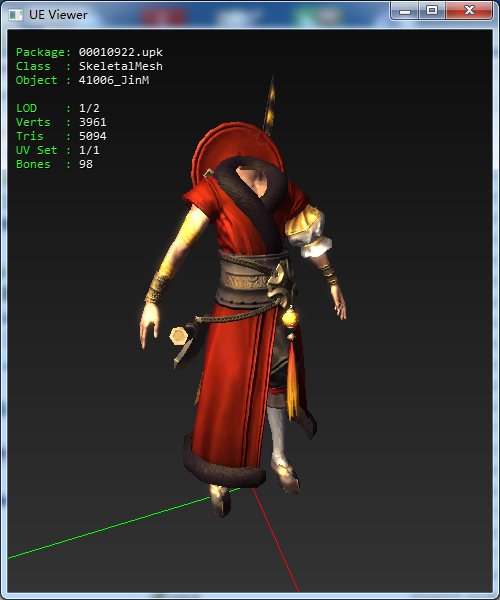 UE Viewer
Package: 00010922.upk
Class : SkeletalMesh
Object : 41006_JinM
LOD : 1/2
Verts : 3961
Tris : 5094
UV Set : 1/1
Bones : 98